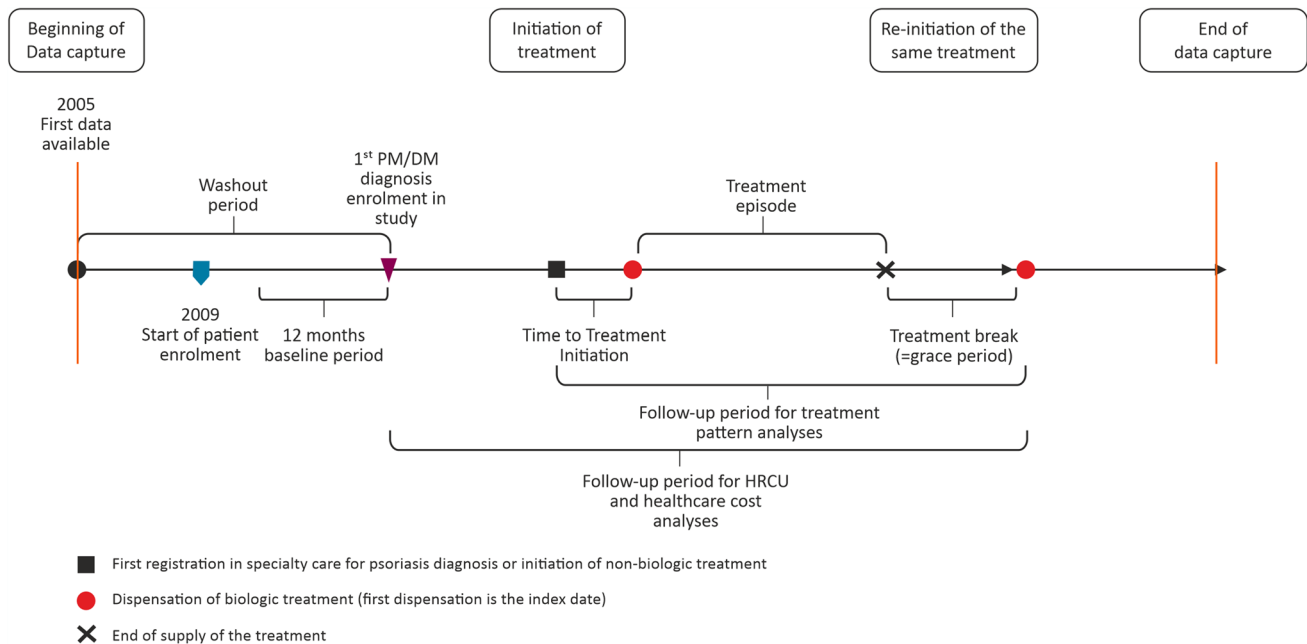 Beginning of
Data capture
Initiation of
treatment
Re-initiation of the
same treatment
End of
data capture
2005
First data
available
Washout
period
1st PM/DM
diagnosis
enrolment in
study
Treatment
episode
2009
Start of patient
enrolment
12 months
baseline period
Time to Treatment
Initiation
Treatment break
(=grace period)
Follow-up period for treatment
pattern analyses
Follow-up period for HRCU
and healthcare cost
analyses
First registration in specialty care for psoriasis diagnosis or initiation of non-biologic treatment
Dispensation of biologic treatment (first dispensation is the index date)
End of supply of the treatment